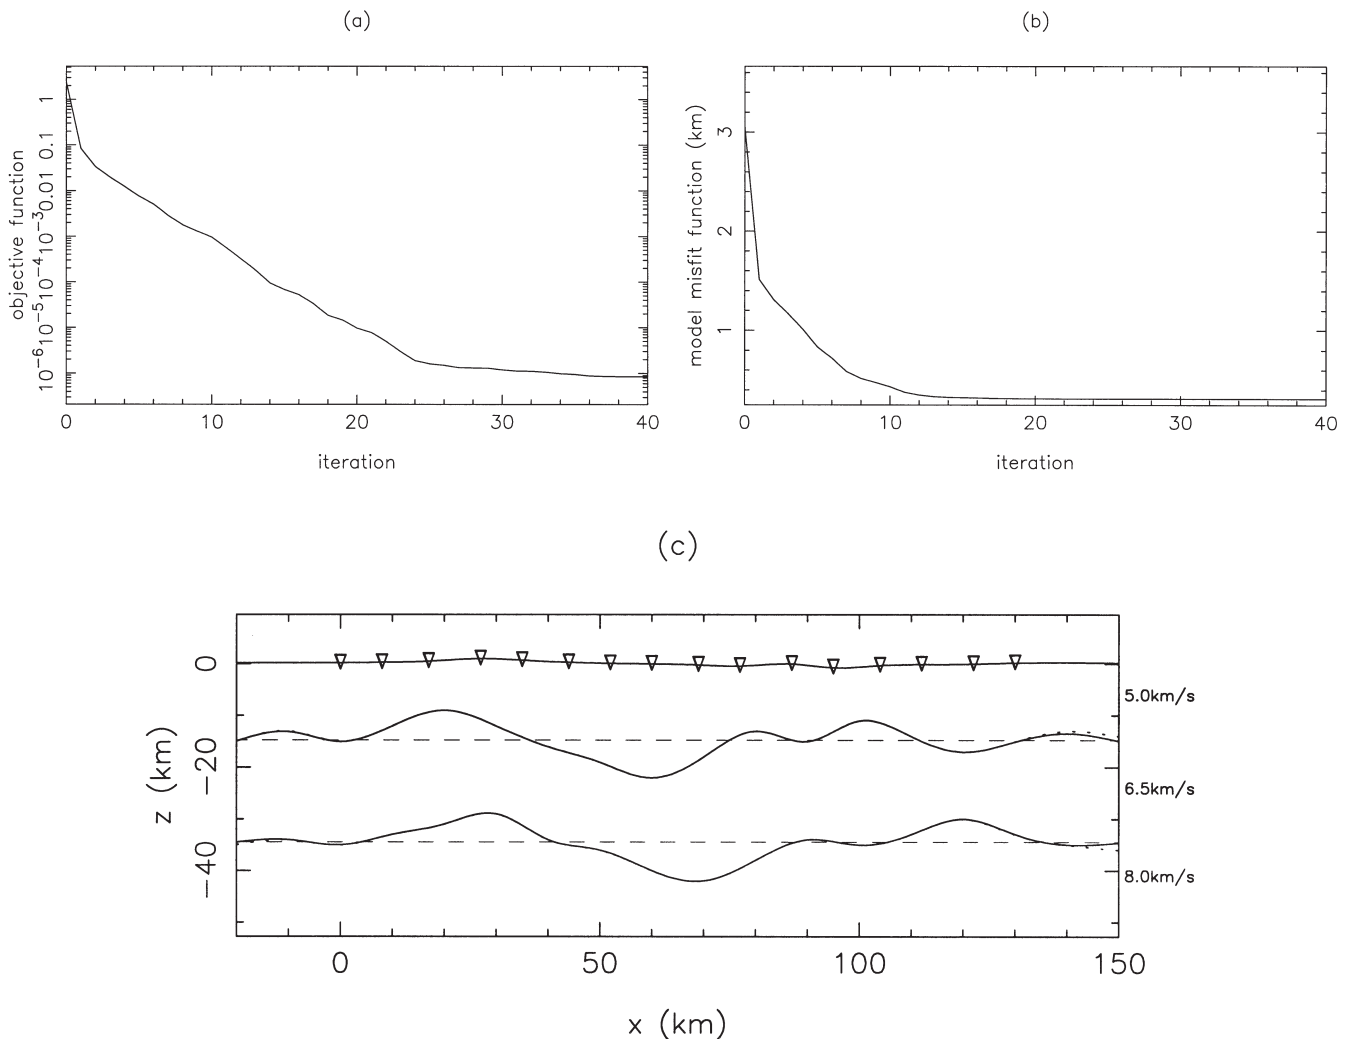 (a)
(b)
objective function
1
0.1
0.01
10⁻³
10⁻⁴
10⁻⁵
10⁻⁶
0 10 20 30 40
iteration
model misfit function (km)
3
2
1
0 10 20 30 40
iteration
(c)
z (km)
0
−20
−40
5.0km/s
6.5km/s
8.0km/s
0 50 100 150
x (km)